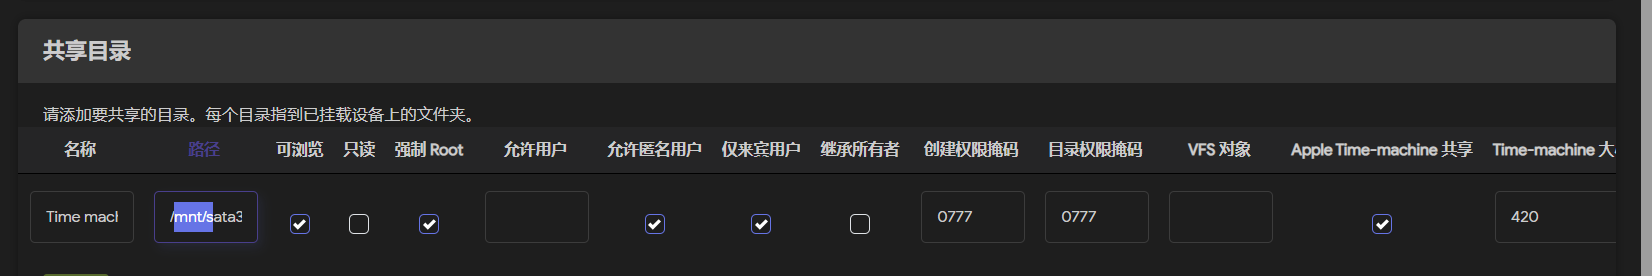 共享目录
请添加要共享的目录。每个目录指到已挂载设备上的文件夹。
名称 路径 可浏览 只读 强制 Root 允许用户 允许匿名用户 仅来宾用户 继承所有者 创建权限掩码 目录权限掩码 VFS 对象 Apple Time-machine 共享 Time-machine 大
Time mach /mnt/sata3 0777 0777 420